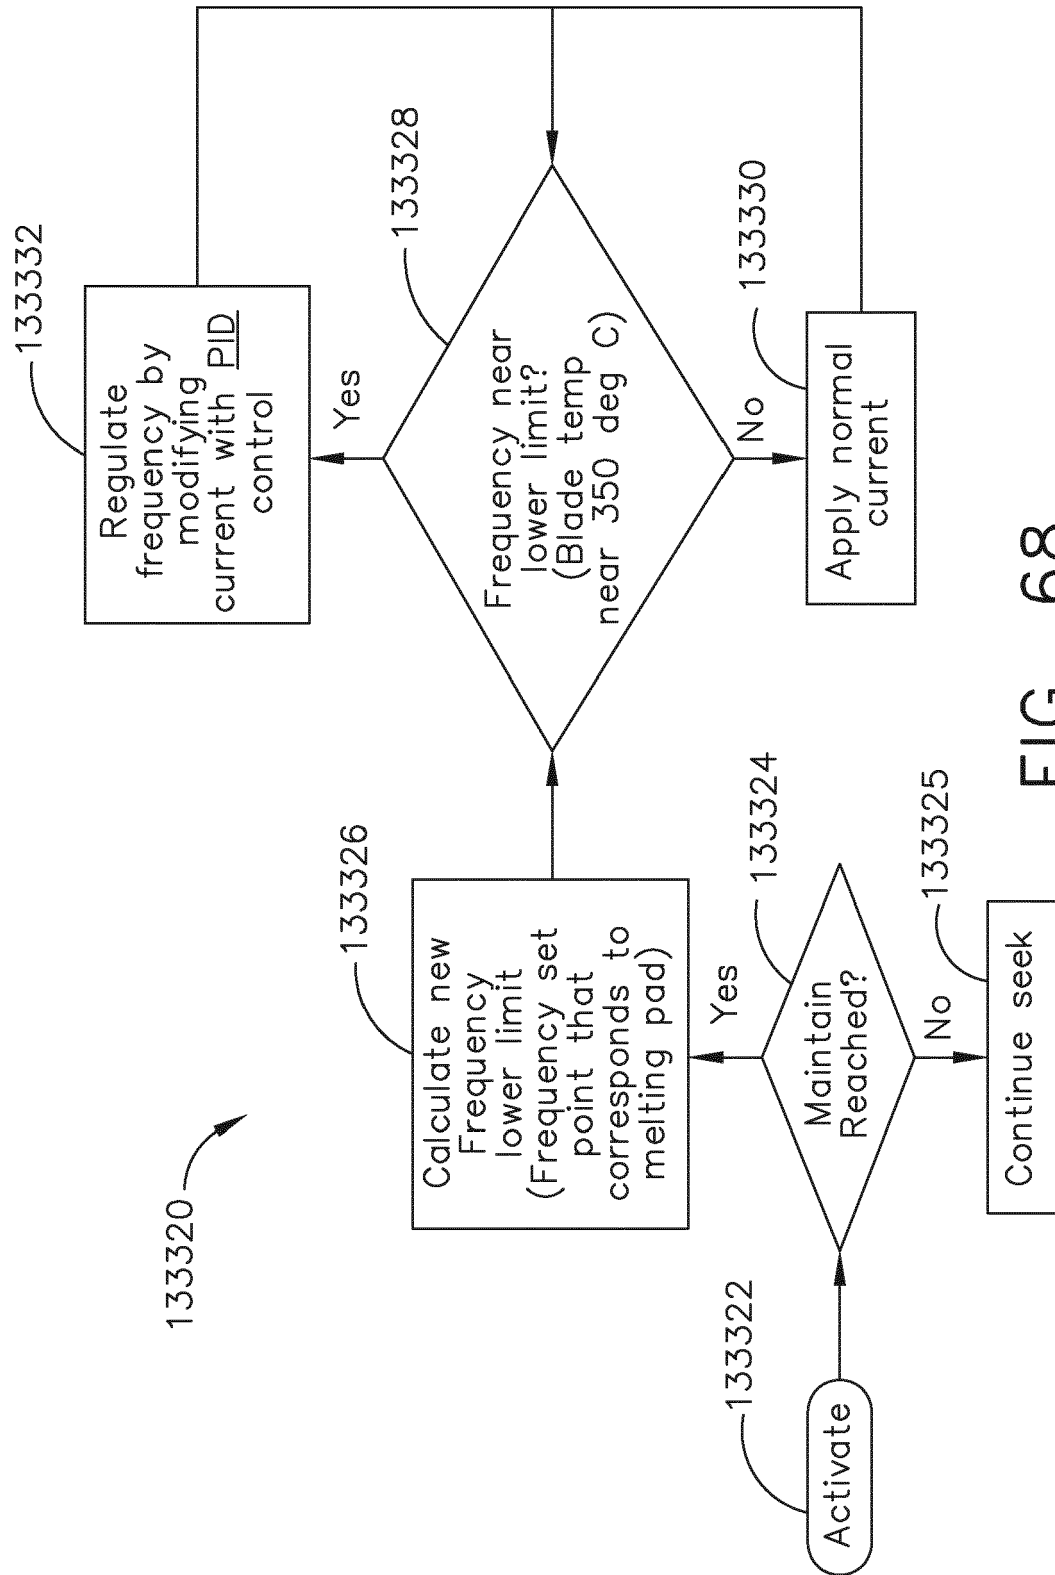 133320
133322
Activate
133324
Maintain
Reached?
Yes
No
133325
Continue seek
133326
Calculate new
Frequency
lower limit
(Frequency set
point that
corresponds to
melting pad)
133328
Frequency near
lower limit?
(Blade temp
near 350 deg C)
Yes
No
133332
Regulate
frequency by
modifying
current with PID
control
133330
Apply normal
current
FIG. 68